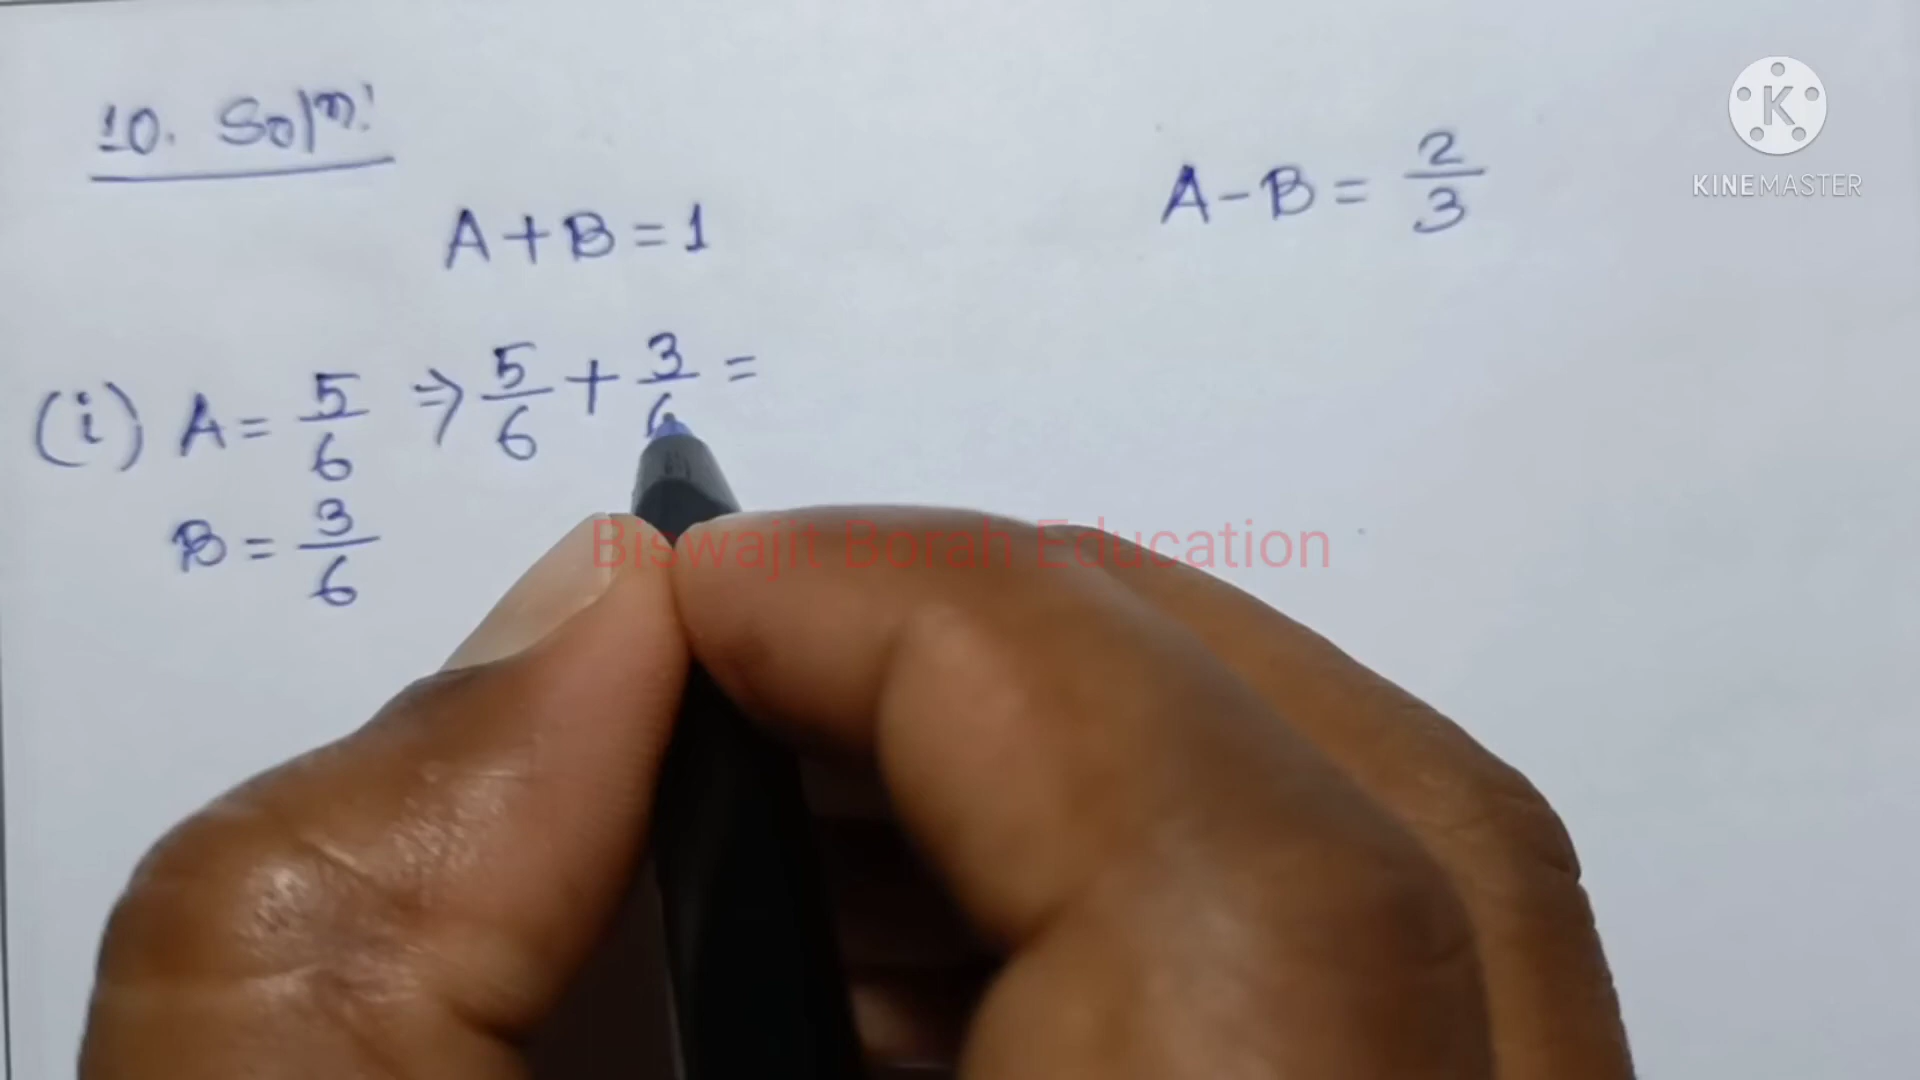 10. Soln:
A+B=1
A-B= 2/3
(i) A= 5/6 ⇒ 5/6 + 3/6 =
B= 3/6
KINEMASTER
Biswajit Borah Education